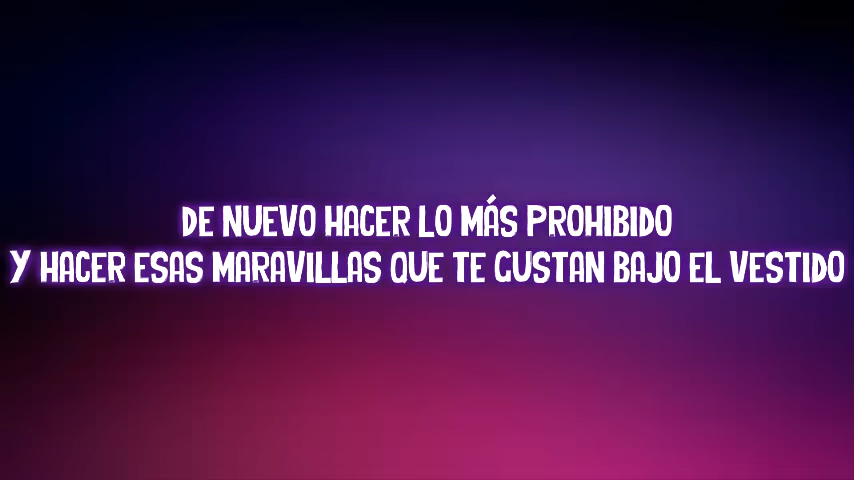 DE NUEVO HACER LO MÁS PROHIBIDO
Y HACER ESAS MARAVILLAS QUE TE GUSTAN BAJO EL VESTIDO